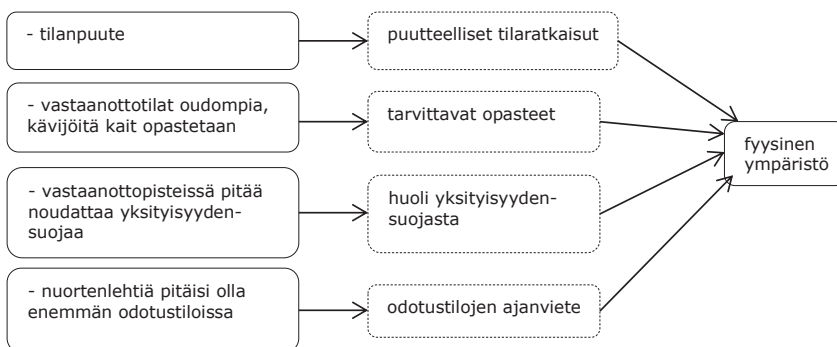 - tilanpuute
puutteelliset tilaratkaisut
- vastaanottotilat oudompia,
kävijöitä kait opastetaan
tarvittavat opasteet
fyysinen
ympäristö
- vastaanottopisteissä pitää
noudattaa yksityisyyden-
suojaa
huoli yksityisyyden-
suojasta
- nuortenlehtiä pitäisi olla
enemmän odotustiloissa
odotustilojen ajanviete